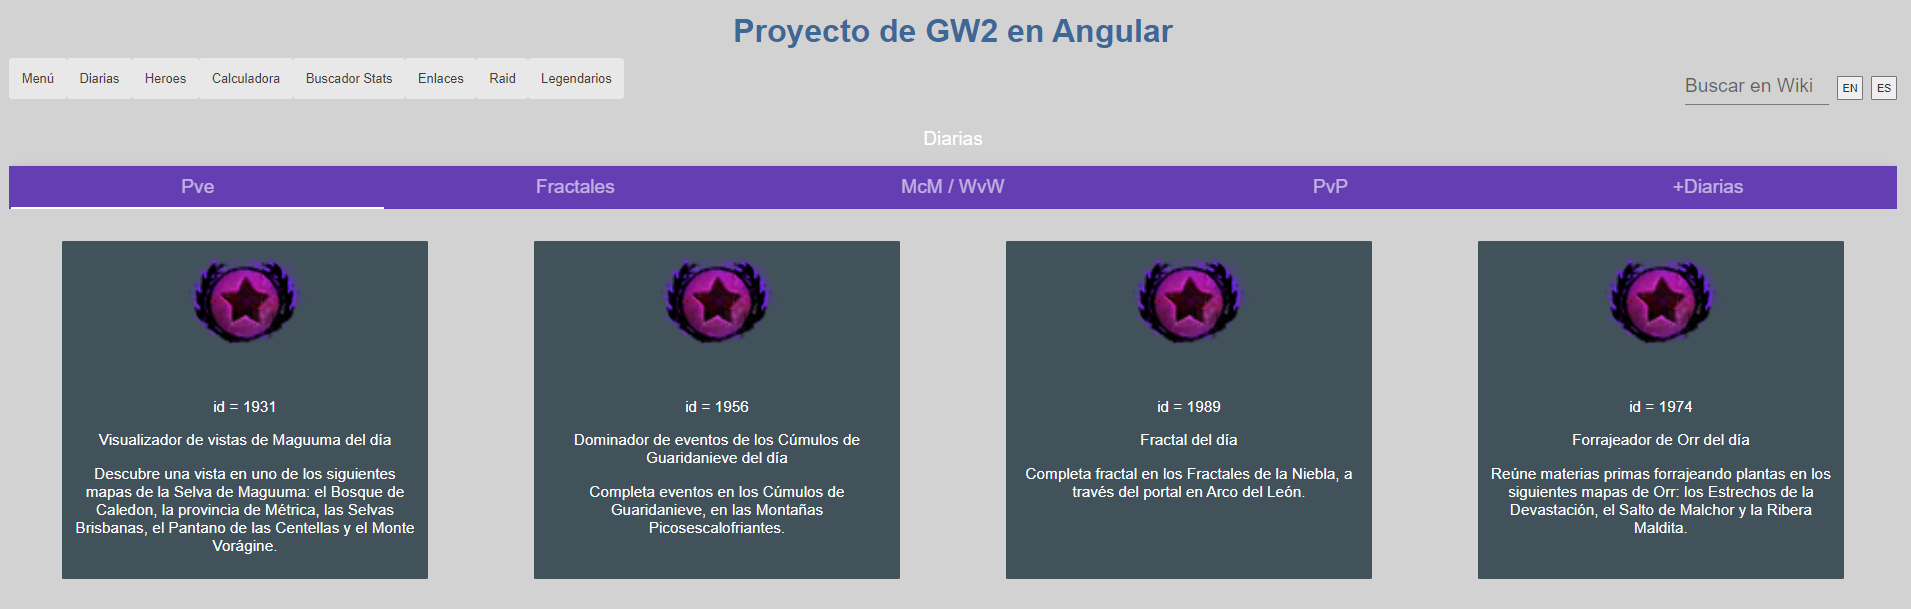 Proyecto de GW2 en Angular
Menú Diarias Heroes Calculadora Buscador Stats Enlaces Raid Legendarios
Buscar en Wiki EN ES
Diarias
Pve Fractales McM / WvW PvP +Diarias
id = 1931
Visualizador de vistas de Maguuma del día
Descubre una vista en uno de los siguientes
mapas de la Selva de Maguuma: el Bosque de
Caledon, la provincia de Métrica, las Selvas
Brisbanas, el Pantano de las Centellas y el Monte
Vorágine.
id = 1956
Dominador de eventos de los Cúmulos de
Guaridanieve del día
Completa eventos en los Cúmulos de
Guaridanieve, en las Montañas
Picosescalofriantes.
id = 1989
Fractal del día
Completa fractal en los Fractales de la Niebla, a
través del portal en Arco del León.
id = 1974
Forrajeador de Orr del día
Reúne materias primas forrajeando plantas en los
siguientes mapas de Orr: los Estrechos de la
Devastación, el Salto de Malchor y la Ribera
Maldita.